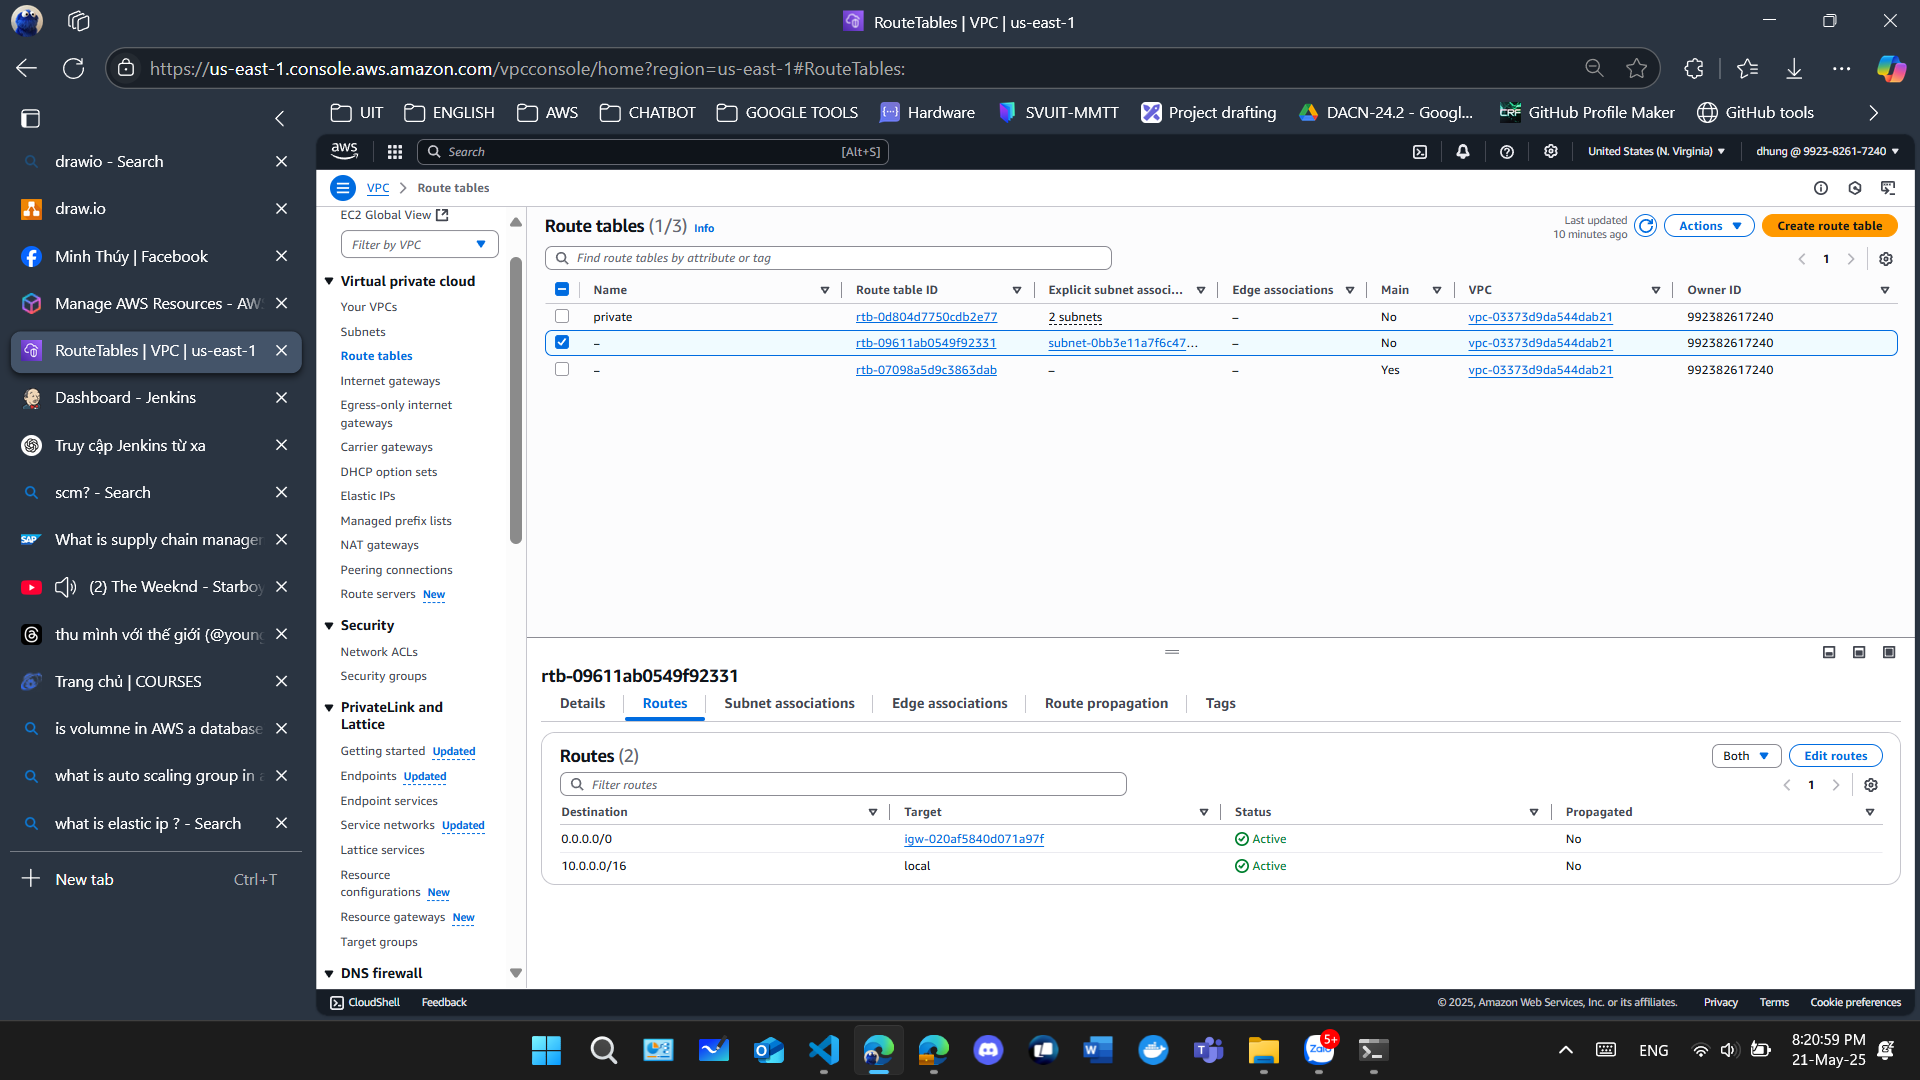 RouteTables | VPC | us-east-1
https://us-east-1.console.aws.amazon.com/vpcconsole/home?region=us-east-1#RouteTables:
UIT
ENGLISH
AWS
CHATBOT
GOOGLE TOOLS
Hardware
SVUIT-MMTT
Project drafting
DACN-24.2 - Googl...
GitHub Profile Maker
GitHub tools
drawio - Search
draw.io
Minh Thúy | Facebook
Manage AWS Resources - AWS
RouteTables | VPC | us-east-1
Dashboard - Jenkins
Truy cập Jenkins từ xa
scm? - Search
What is supply chain manager
(2) The Weeknd - Starboy
thu mình với thế giới (@young
Trang chủ | COURSES
is volumne in AWS a database
what is auto scaling group in a
what is elastic ip ? - Search
New tab
Ctrl+T
aws
Search
[Alt+S]
United States (N. Virginia)
dhung @ 9923-8261-7240
VPC
Route tables
EC2 Global View
Filter by VPC
Virtual private cloud
Your VPCs
Subnets
Route tables
Internet gateways
Egress-only internet
gateways
Carrier gateways
DHCP option sets
Elastic IPs
Managed prefix lists
NAT gateways
Peering connections
Route servers New
Security
Network ACLs
Security groups
PrivateLink and
Lattice
Getting started Updated
Endpoints Updated
Endpoint services
Service networks Updated
Lattice services
Resource
configurations New
Resource gateways New
Target groups
DNS firewall
Route tables (1/3) Info
Last updated
10 minutes ago
Actions
Create route table
Find route tables by attribute or tag
1
Name Route table ID Explicit subnet associ... Edge associations Main VPC Owner ID
private rtb-0d804d7750cdb2e77 2 subnets – No vpc-03373d9da544dab21 992382617240
– rtb-09611ab0549f92331 subnet-0bb3e11a7f6c47... – No vpc-03373d9da544dab21 992382617240
– rtb-07098a5d9c3863dab – – Yes vpc-03373d9da544dab21 992382617240
rtb-09611ab0549f92331
Details Routes Subnet associations Edge associations Route propagation Tags
Routes (2)
Both
Edit routes
Filter routes
1
Destination Target Status Propagated
0.0.0.0/0 igw-020af5840d071a97f Active No
10.0.0.0/16 local Active No
CloudShell
Feedback
© 2025, Amazon Web Services, Inc. or its affiliates.
Privacy
Terms
Cookie preferences
Zalo
5+
ENG
8:20:59 PM
21-May-25